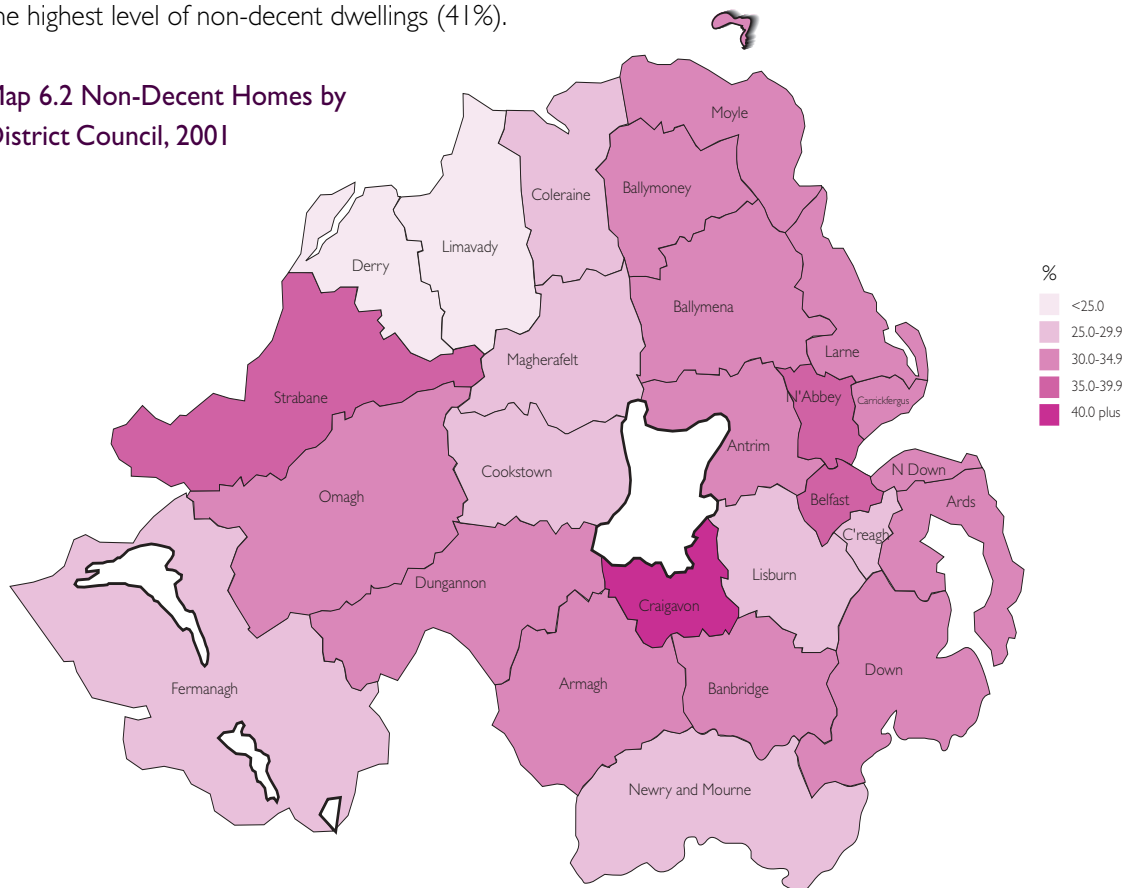 he highest level of non-decent dwellings (41%).
Map 6.2 Non-Decent Homes by
District Council, 2001
Moyle
Coleraine
Ballymoney
Limavady
Derry
%
<25.0
25.0-29.9
30.0-34.9
35.0-39.9
40.0 plus
Ballymena
Larne
Magherafelt
Strabane
N'Abbey
Carrickfergus
Antrim
Cookstown
N Down
Omagh
Belfast
Ards
C'reagh
Lisburn
Dungannon
Craigavon
Down
Armagh
Banbridge
Fermanagh
Newry and Mourne